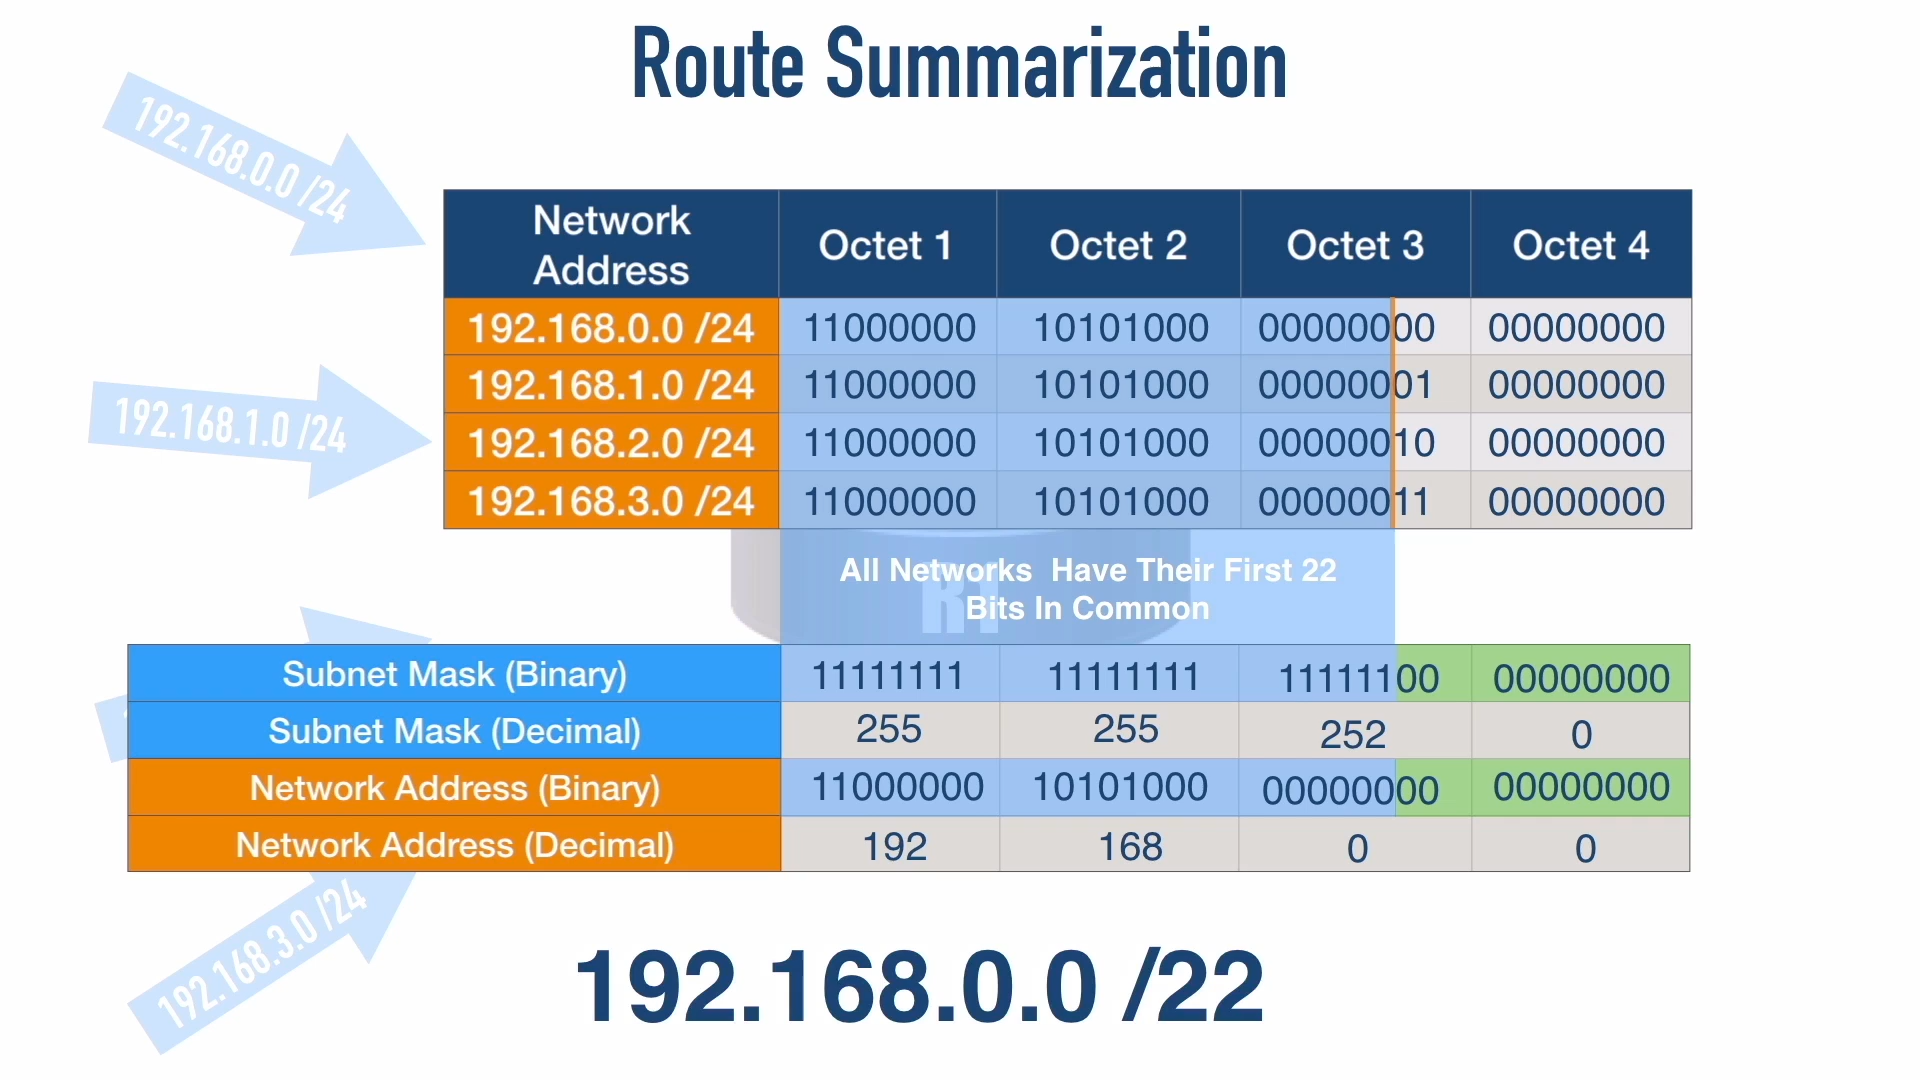 Route Summarization
192.168.0.0 /24
192.168.1.0 /24
192.168.3.0 /24
Network Address Octet 1 Octet 2 Octet 3 Octet 4
192.168.0.0 /24 11000000 10101000 00000000 00000000
192.168.1.0 /24 11000000 10101000 00000001 00000000
192.168.2.0 /24 11000000 10101000 00000010 00000000
192.168.3.0 /24 11000000 10101000 00000011 00000000
R1
All Networks Have Their First 22
Bits In Common
Subnet Mask (Binary) 11111111 11111111 11111100 00000000
Subnet Mask (Decimal) 255 255 252 0
Network Address (Binary) 11000000 10101000 00000000 00000000
Network Address (Decimal) 192 168 0 0
192.168.0.0 /22